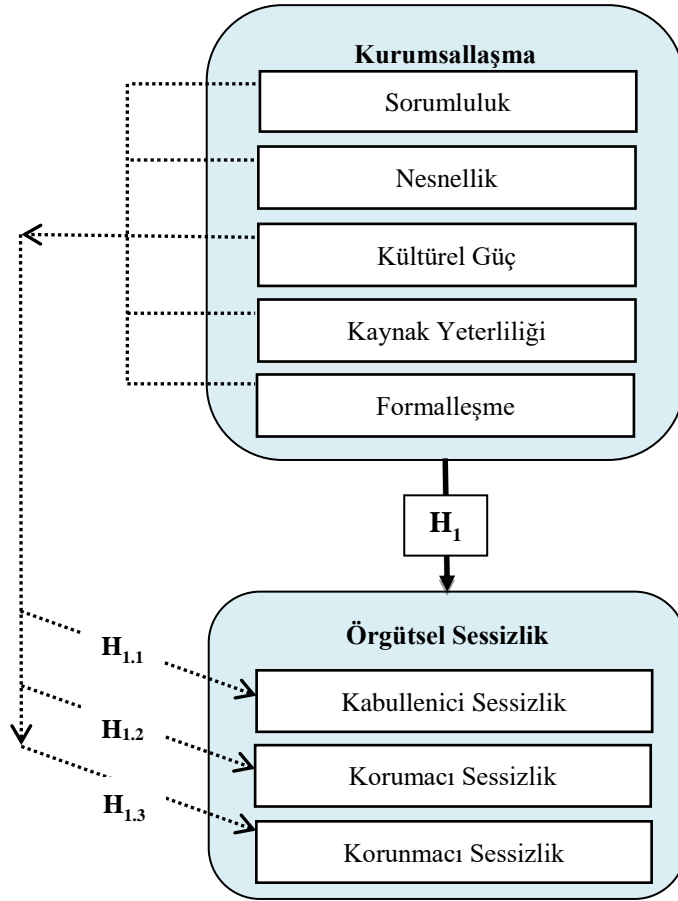 Kurumsallaşma
Sorumluluk
Nesnellik
Kültürel Güç
Kaynak Yeterliliği
Formalleşme
H1
Örgütsel Sessizlik
H1.1
Kabullenici Sessizlik
H1.2
Korumacı Sessizlik
H1.3
Korunmacı Sessizlik